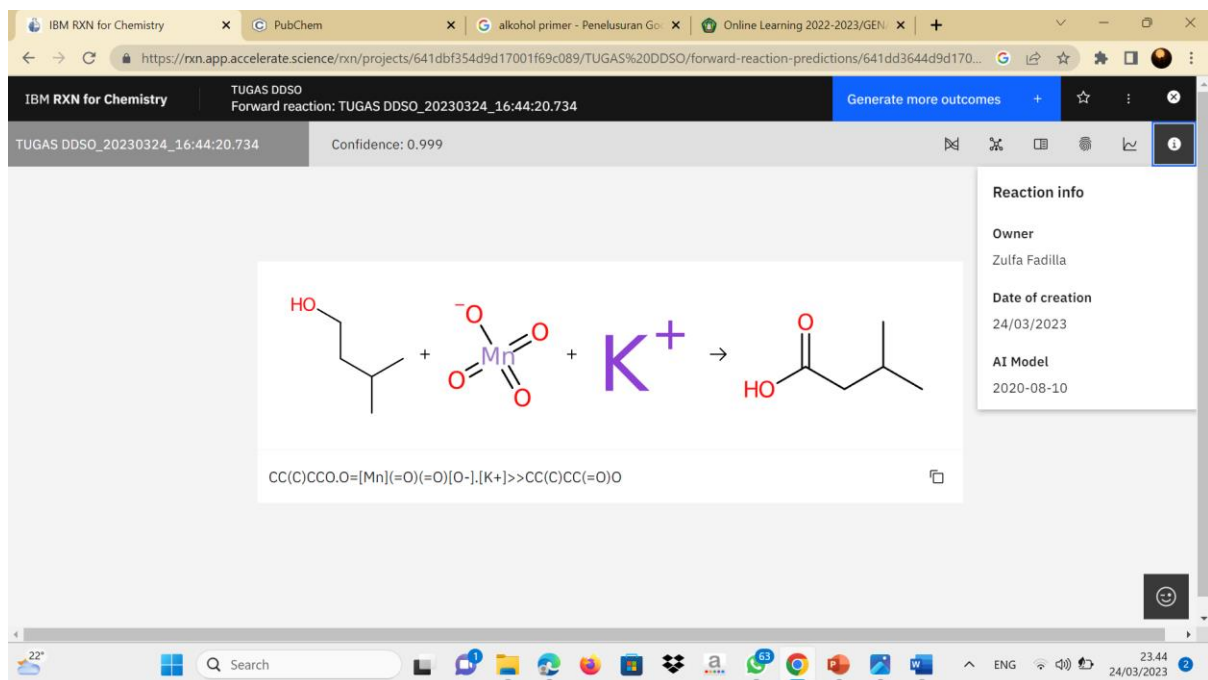 IBM RXN for Chemistry
PubChem
alkohol primer - Penelusuran Go
Online Learning 2022-2023/GEN
https://rxn.app.accelerate.science/rxn/projects/641dbf354d9d17001f69c089/TUGAS%20DDSO/forward-reaction-predictions/641dd3644d9d170...
IBM RXN for Chemistry
TUGAS DDSO
Forward reaction: TUGAS DDSO_20230324_16:44:20.734
Generate more outcomes +
TUGAS DDSO_20230324_16:44:20.734
Confidence: 0.999
Reaction info
Owner
Zulfa Fadilla
Date of creation
24/03/2023
AI Model
2020-08-10
HO
-O
O
Mn
O
O
+
+
K+
→
O
HO
CC(C)CCO.O=[Mn](=O)(=O)[O-].[K+]>>CC(C)CC(=O)O
22°
Search
1
a
63
ENG
23.44
24/03/2023
2